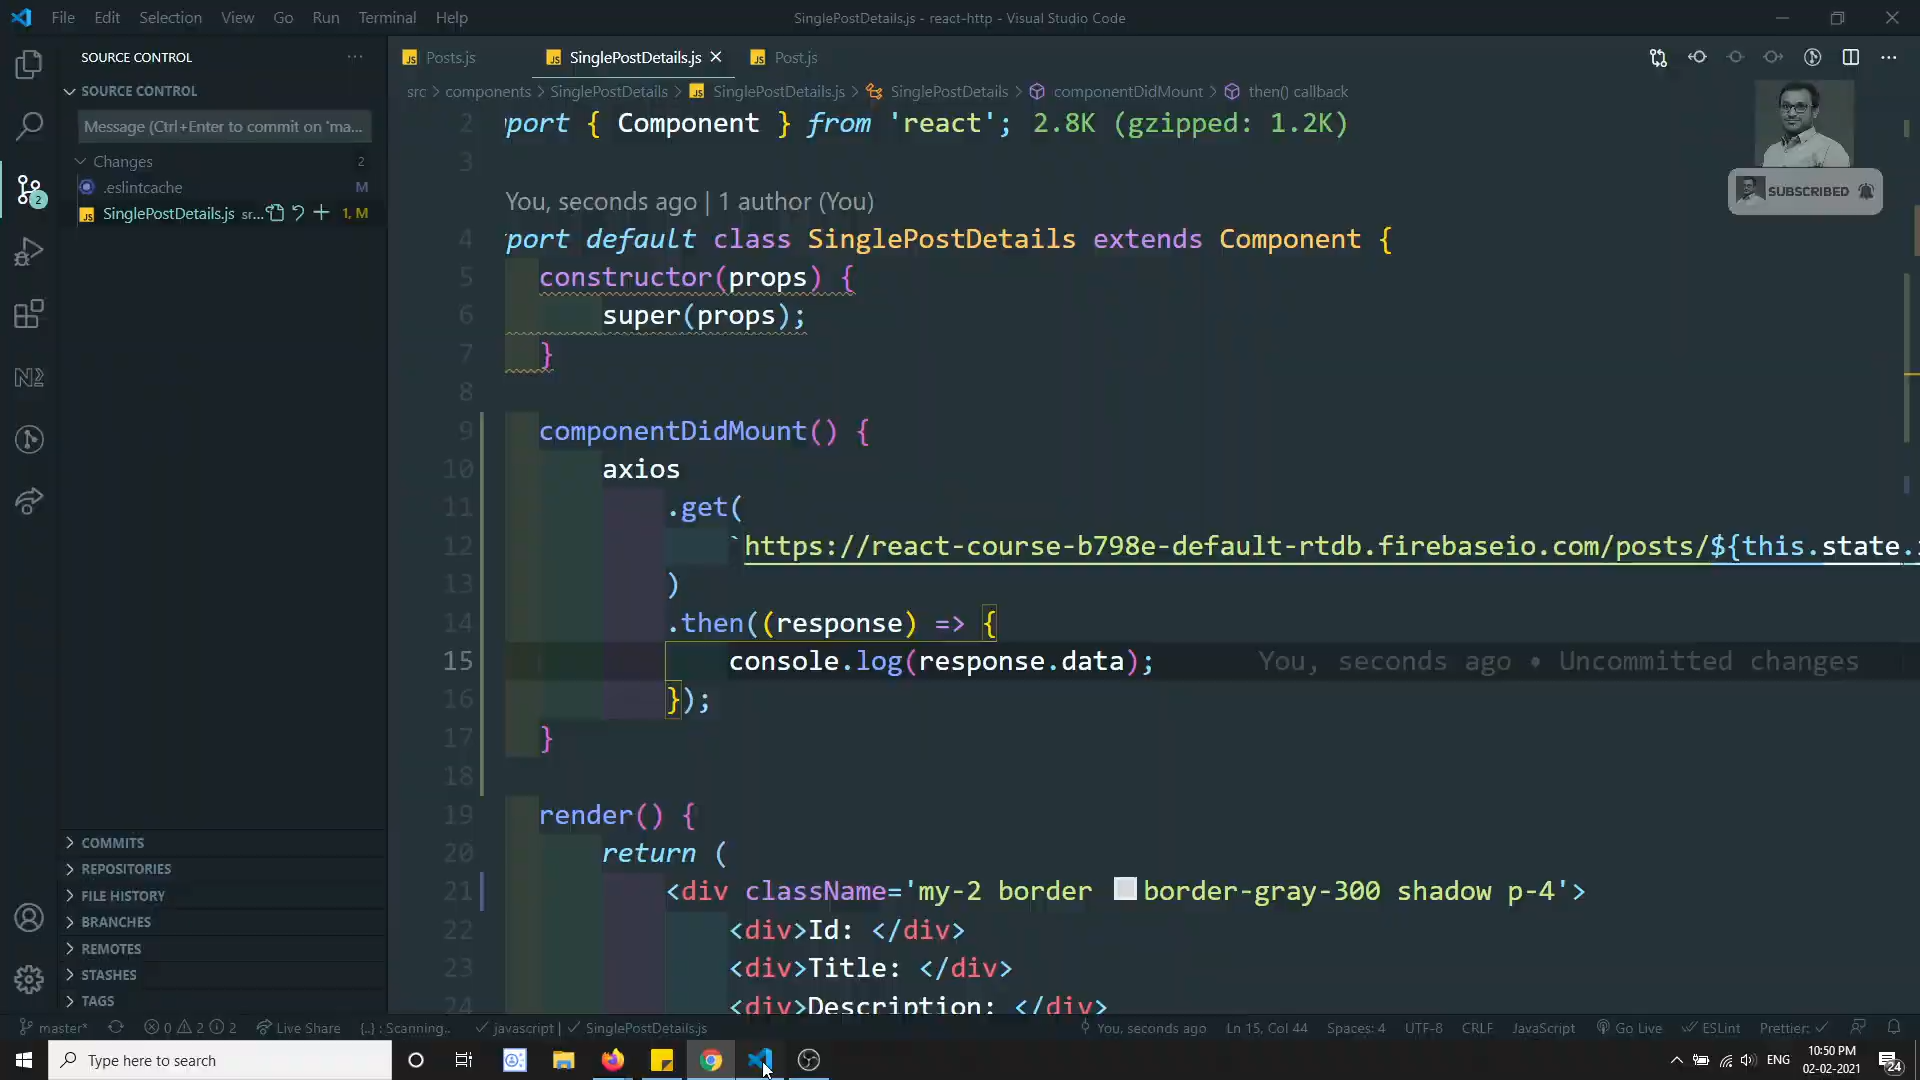 File Edit Selection View Go Run Terminal Help
SinglePostDetails.js - react-http - Visual Studio Code
SOURCE CONTROL
Posts.js
SinglePostDetails.js
Post.js
SOURCE CONTROL
src > components > SinglePostDetails > SinglePostDetails.js > SinglePostDetails > componentDidMount > then() callback
Message (Ctrl+Enter to commit on 'ma...
Changes 2
.eslintcache M
SinglePostDetails.js sr... 1, M
SUBSCRIBED
2
2 port { Component } from 'react'; 2.8K (gzipped: 1.2K)
3
You, seconds ago | 1 author (You)
4 port default class SinglePostDetails extends Component {
5 constructor(props) {
6 super(props);
7 }
8
9 componentDidMount() {
10 axios
11 .get(
12 `https://react-course-b798e-default-rtdb.firebaseio.com/posts/${this.state.
13 )
14 .then((response) => {
15 console.log(response.data); You, seconds ago • Uncommitted changes
16 });
17 }
18
19 render() {
20 return (
21 <div className='my-2 border border-gray-300 shadow p-4'>
22 <div>Id: </div>
23 <div>Title: </div>
24 <div>Description: </div>
COMMITS
REPOSITORIES
FILE HISTORY
BRANCHES
REMOTES
STASHES
TAGS
master* 0 2 2 Live Share {..} : Scanning.. javascript | SinglePostDetails.js You, seconds ago Ln 15, Col 44 Spaces: 4 UTF-8 CRLF JavaScript Go Live ESLint Prettier:
Type here to search
ENG
10:50 PM
02-02-2021
24